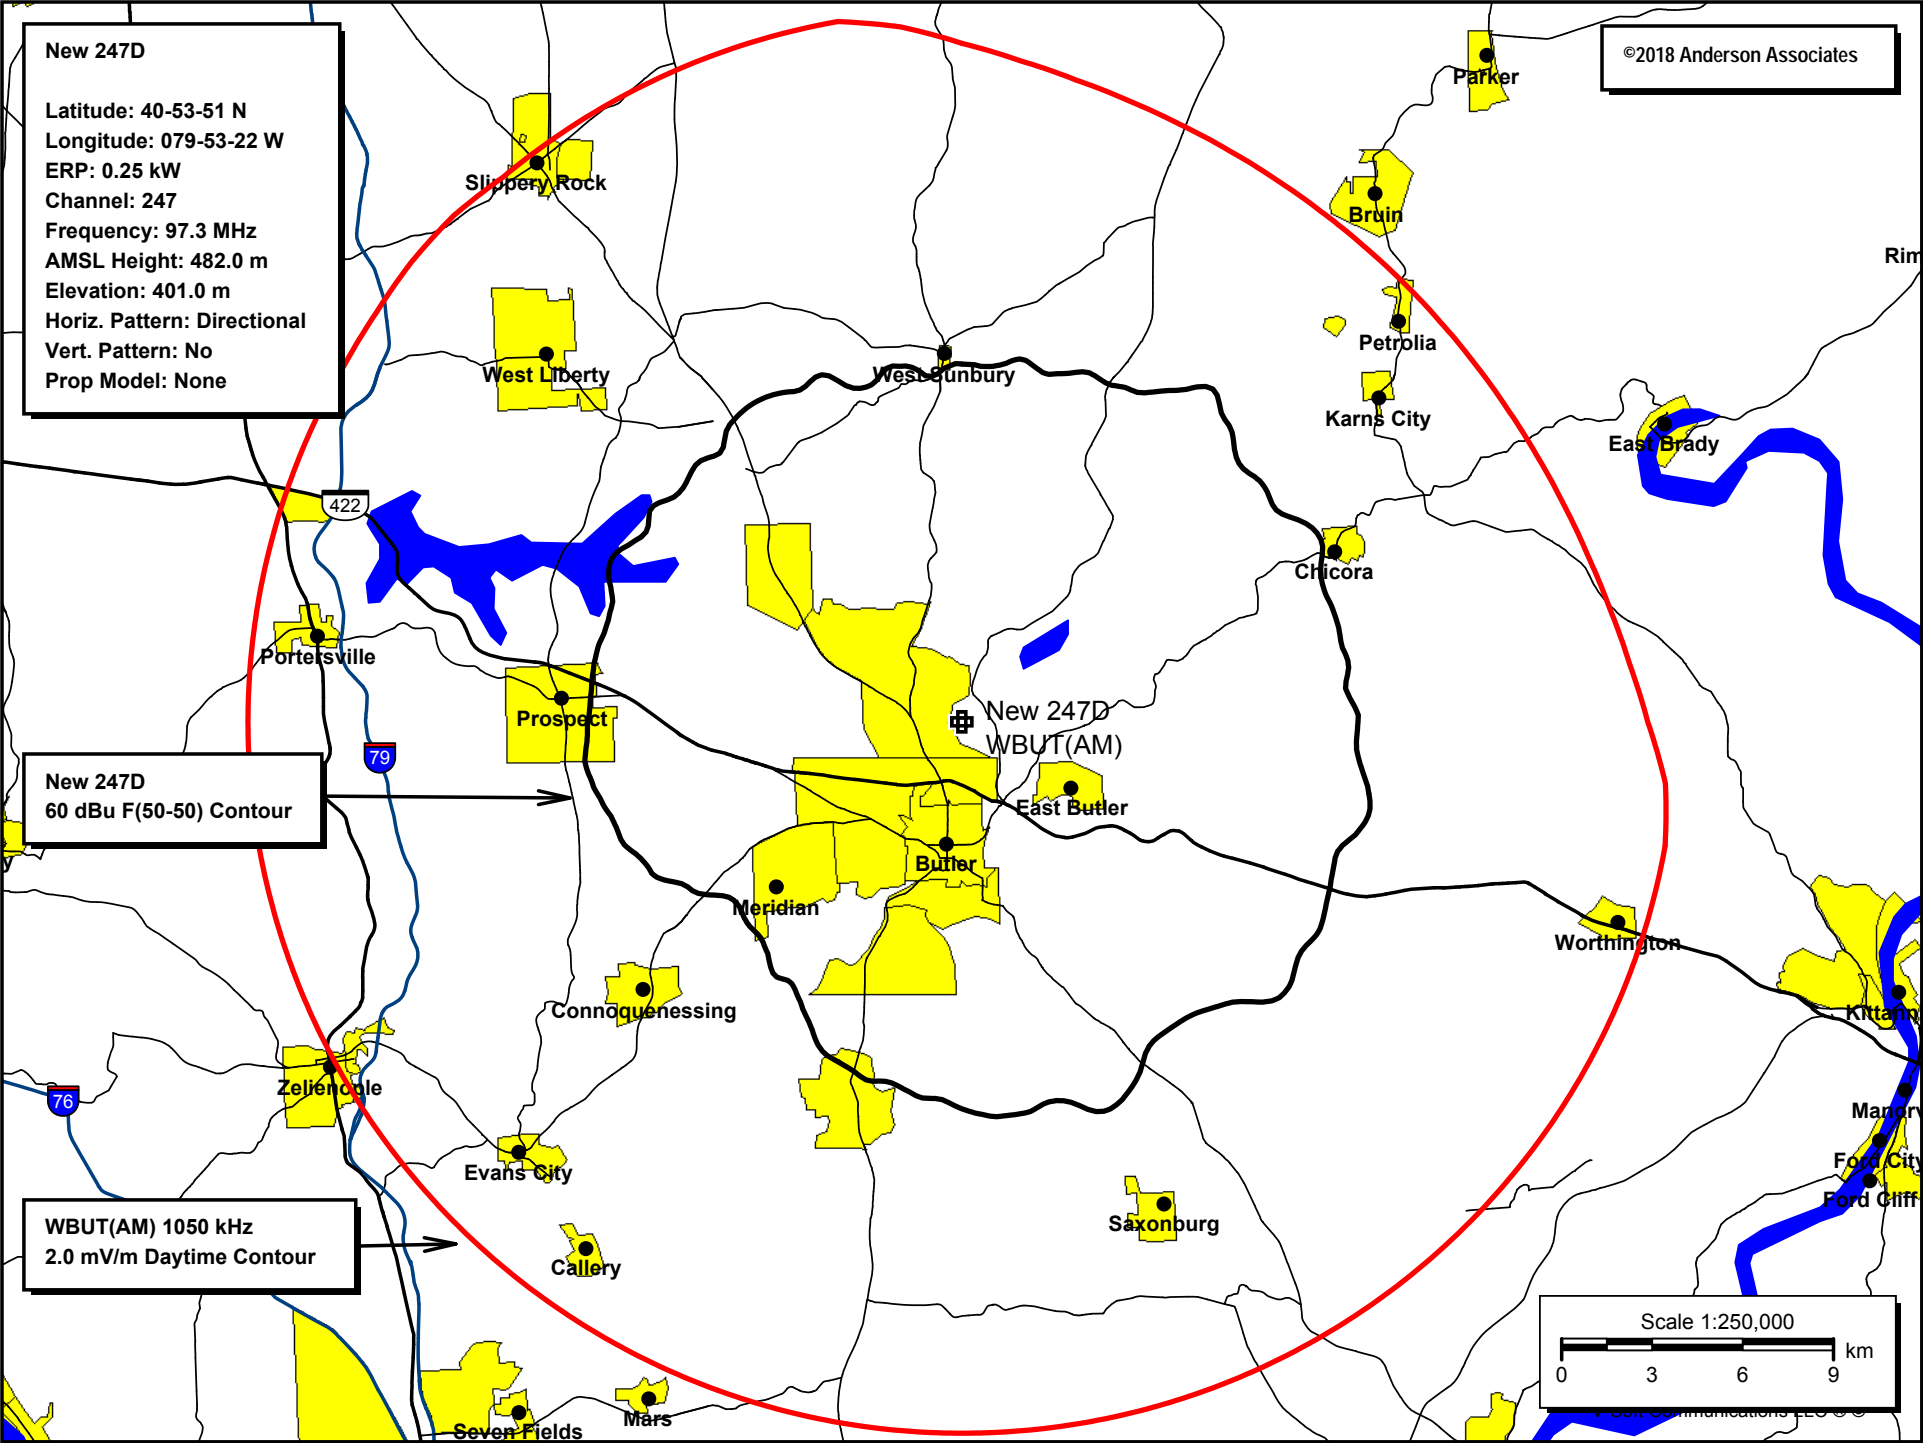 New 247D
Latitude: 40-53-51 N
Longitude: 079-53-22 W
ERP: 0.25 kW
Channel: 247
Frequency: 97.3 MHz
AMSL Height: 482.0 m
Elevation: 401.0 m
Horiz. Pattern: Directional
Vert. Pattern: No
Prop Model: None
©2018 Anderson Associates
Parker
Slippery Rock
Bruin
Rim
Petrolia
West Liberty
West Sunbury
Karns City
East Brady
422
Chicora
Portersville
Prospect
New 247D
WBUT(AM)
79
New 247D
60 dBu F(50-50) Contour
East Butler
Butler
Meridian
Worthington
Connoquenessing
Kittann
Zelienople
76
Manorv
Evans City
Ford City
Ford Cliff
Saxonburg
WBUT(AM) 1050 kHz
2.0 mV/m Daytime Contour
Callery
Scale 1:250,000
km
0 3 6 9
Mars
Seven Fields